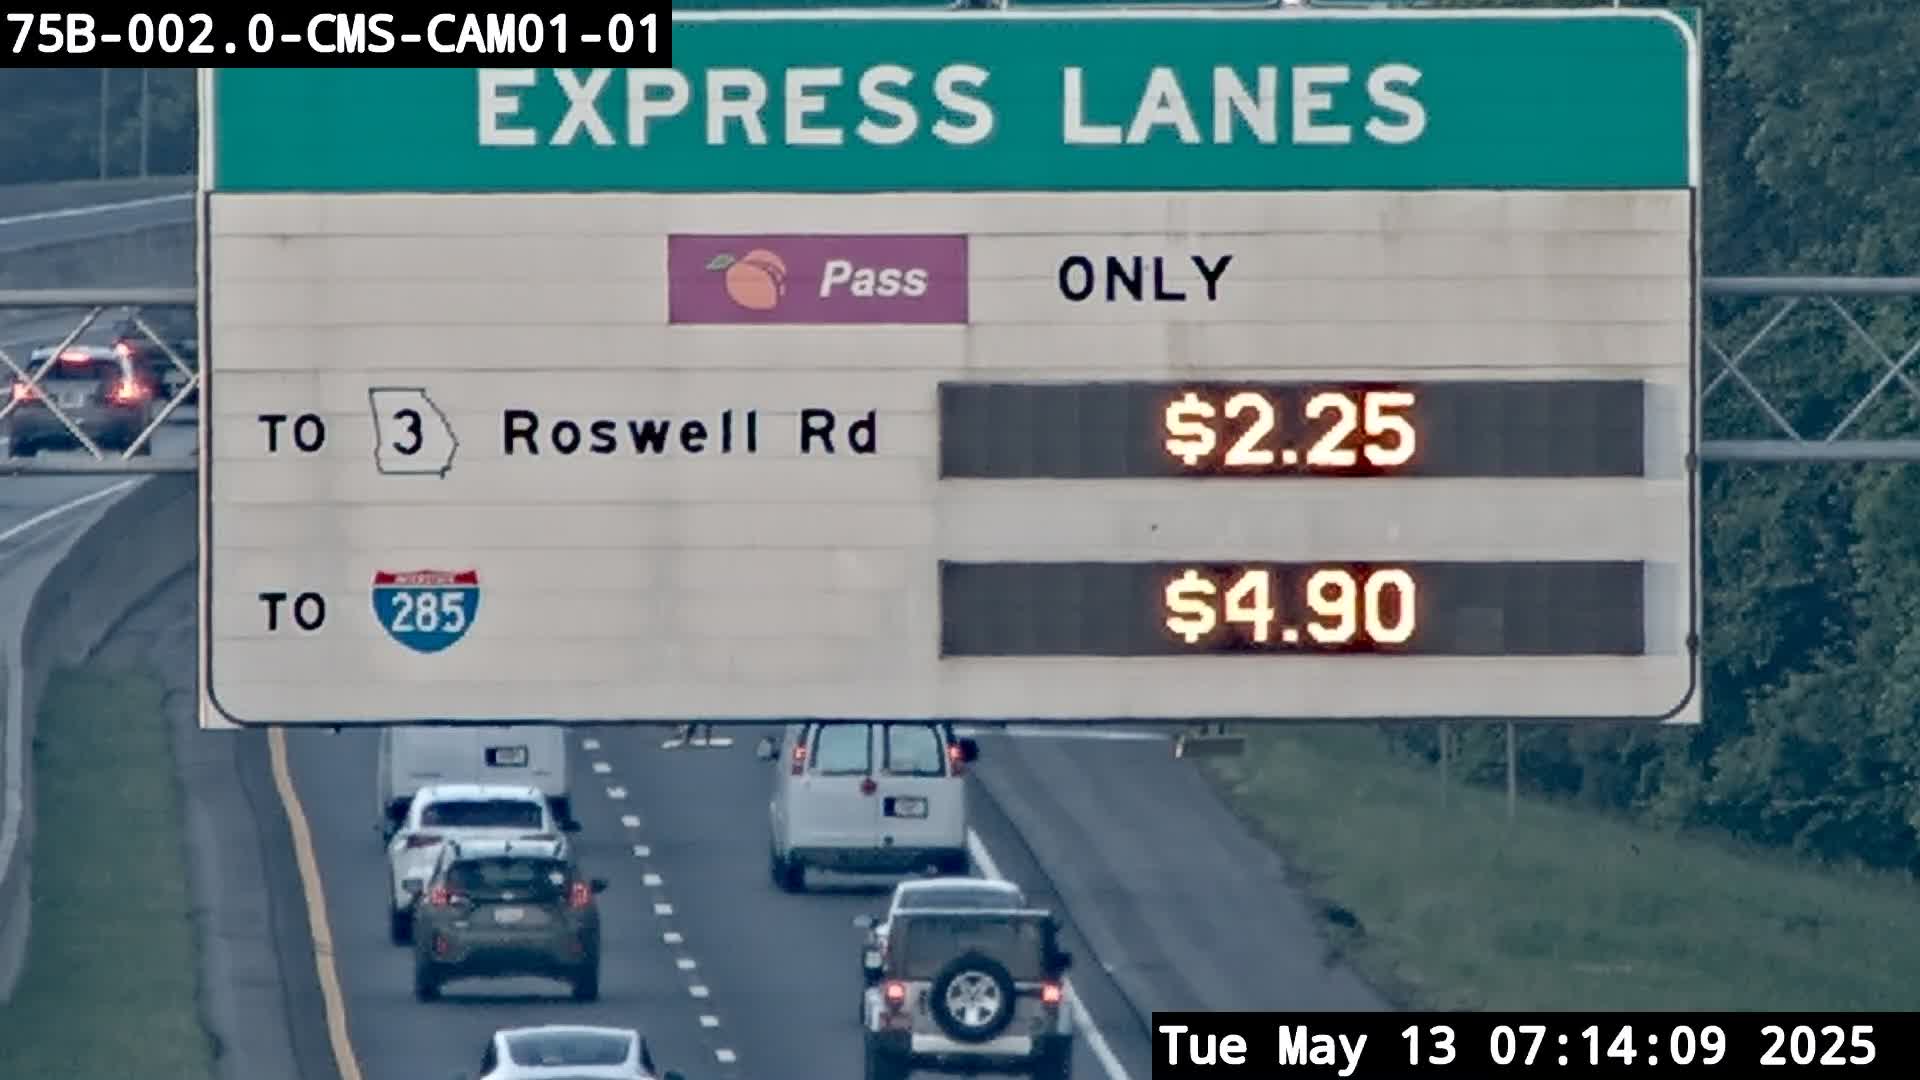 75B-002.0-CMS-CAM01-01
EXPRESS LANES
Pass ONLY
TO 3 Roswell Rd $2.25
TO INTERSTATE 285 $4.90
Tue May 13 07:14:09 2025